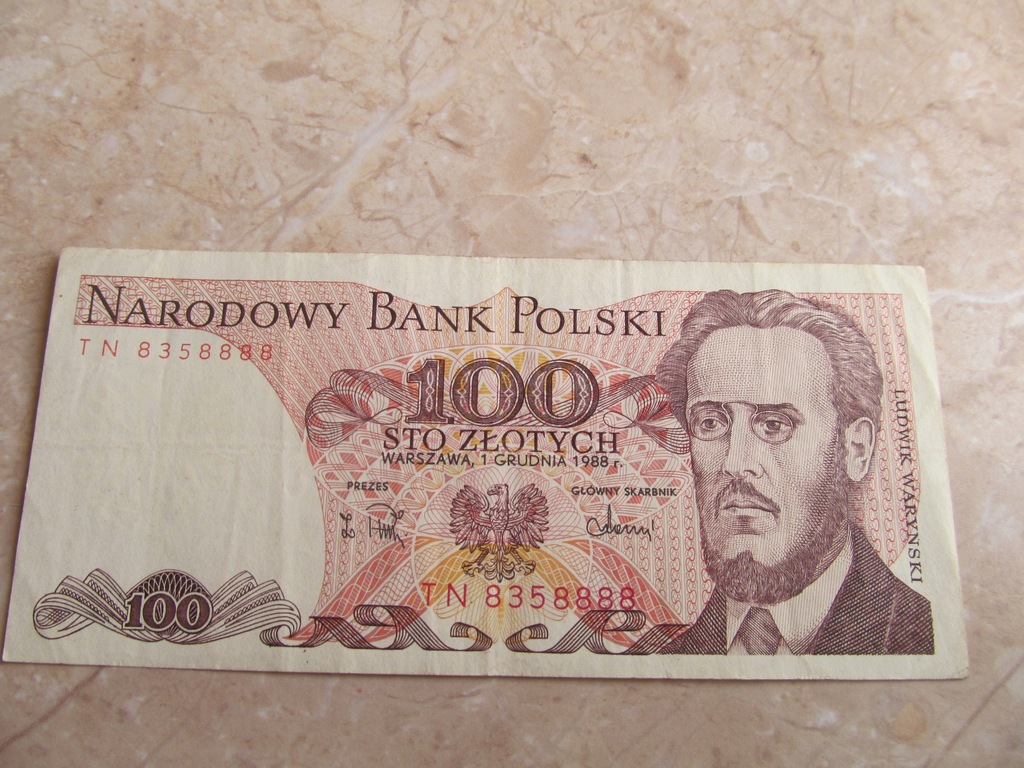 NARODOWY BANK POLSKI
TN 8358888
100
STO ZŁOTYCH
WARSZAWA, 1 GRUDNIA 1988 r.
PREZES
GŁÓWNY SKARBNIK
TN 8358888
100
LUDWIK WARYŃSKI